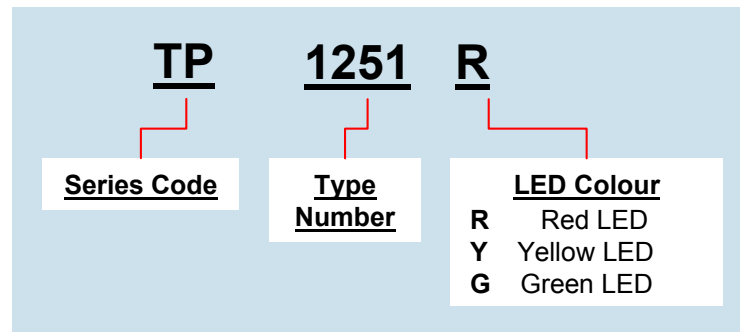 TP 1251 R
Series Code
Type
Number
LED Colour
R Red LED
Y Yellow LED
G Green LED